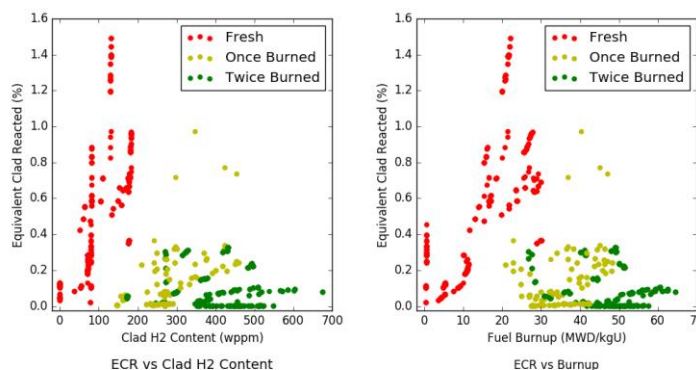 1.6
1.4
1.2
1.0
0.8
0.6
0.4
0.2
0.0
Equivalent Clad Reacted (%)
Fresh
Once Burned
Twice Burned
0 100 200 300 400 500 600 700
Clad H2 Content (wppm)
ECR vs Clad H2 Content
1.6
1.4
1.2
1.0
0.8
0.6
0.4
0.2
0.0
Equivalent Clad Reacted (%)
Fresh
Once Burned
Twice Burned
0 10 20 30 40 50 60 70
Fuel Burnup (MWD/kgU)
ECR vs Burnup